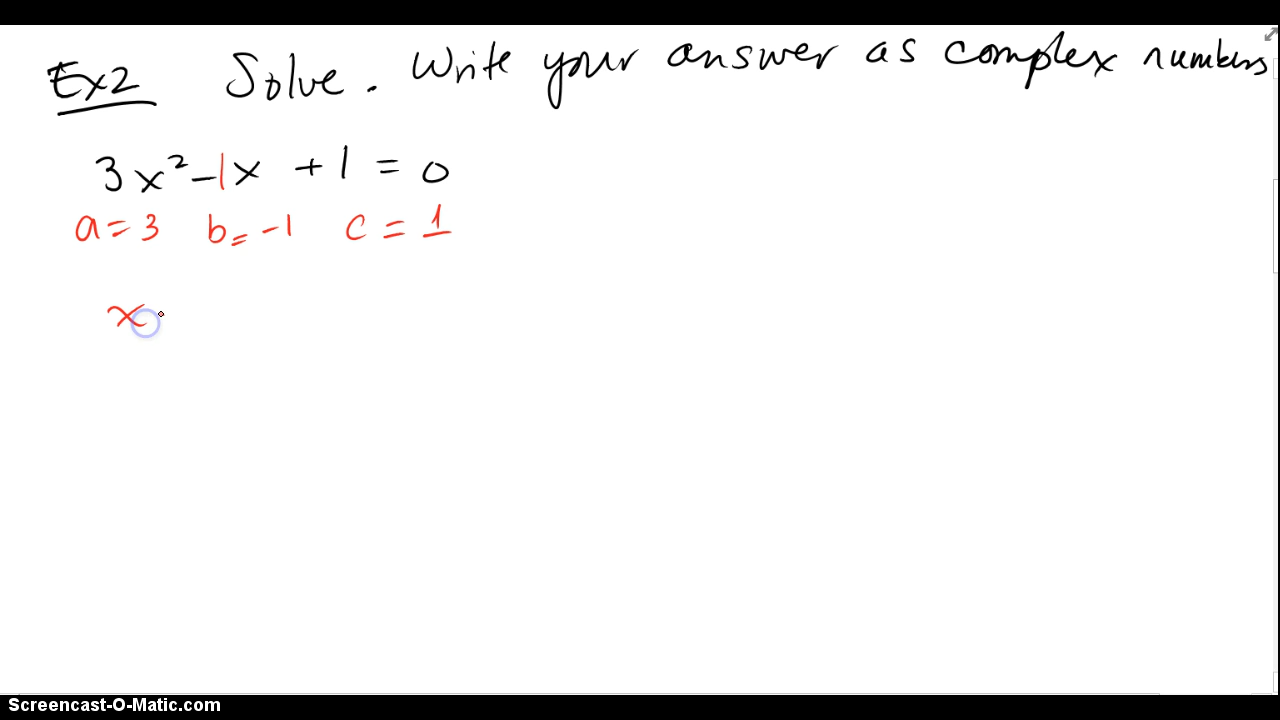 Ex2 Solve. Write your answer as complex numbers
3x² - 1x + 1 = 0
a = 3 b = -1 c = 1
x
Screencast-O-Matic.com